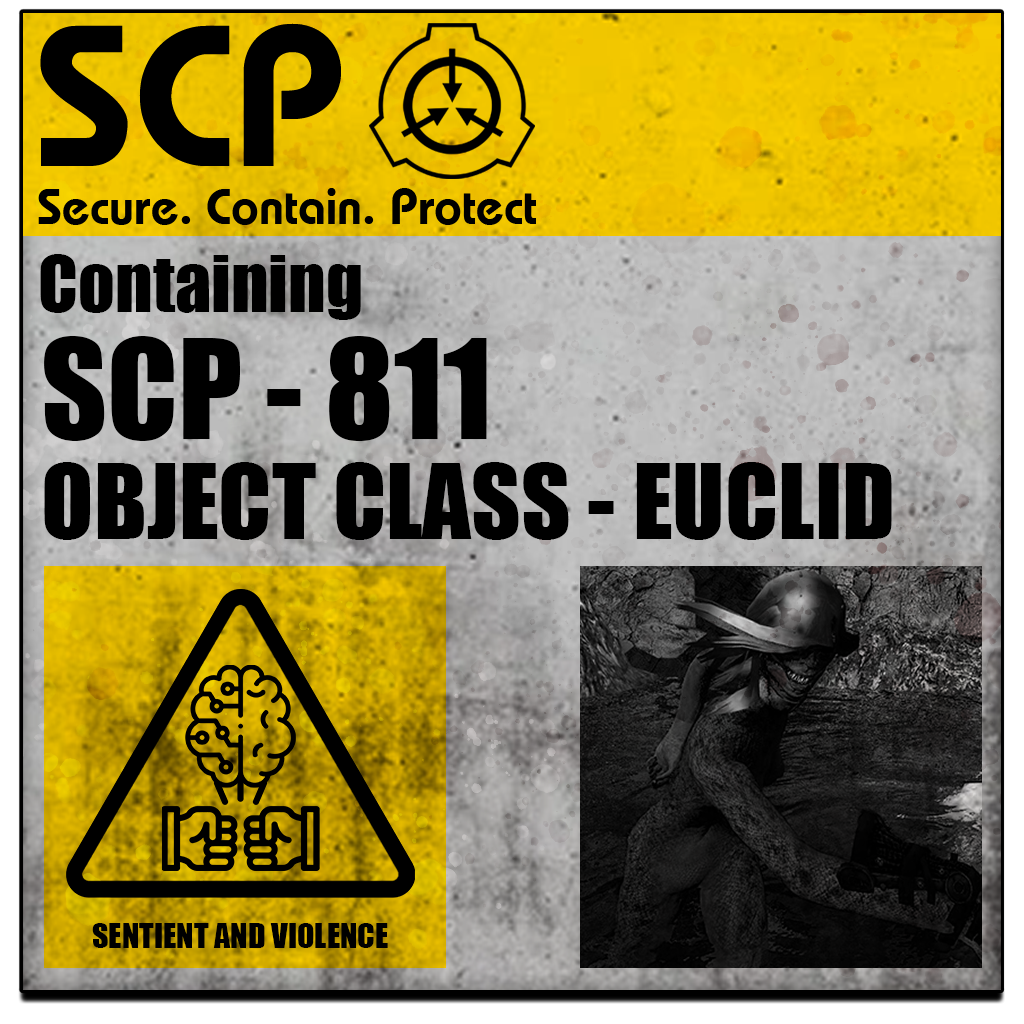 SCP
Secure. Contain. Protect
Containing
SCP - 811
OBJECT CLASS - EUCLID
SENTIENT AND VIOLENCE